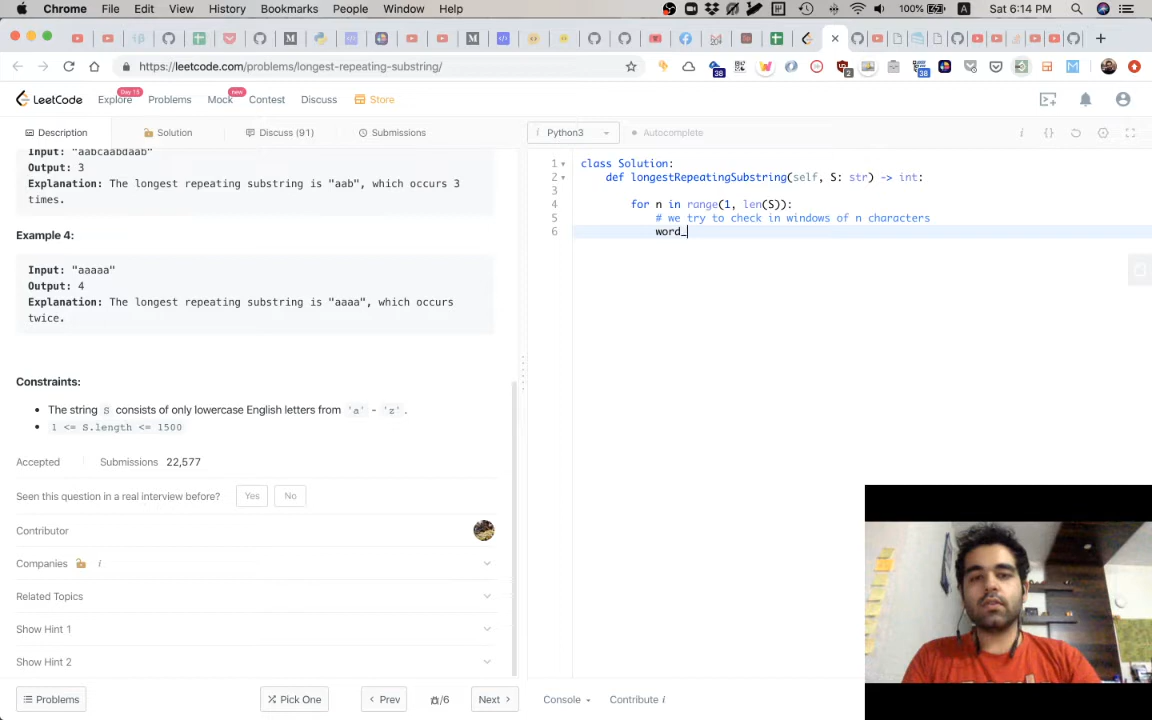 Chrome File Edit View History Bookmarks People Window Help 100% A Sat 6:14 PM
https://leetcode.com/problems/longest-repeating-substring/
38 2 38
LeetCode Explore Day 13 Problems Mock new Contest Discuss Store
Description Solution Discuss (91) Submissions i Python3 Autocomplete i {}
Input: "aabcaabdaab"
Output: 3
Explanation: The longest repeating substring is "aab", which occurs 3
times.
Example 4:
Input: "aaaaa"
Output: 4
Explanation: The longest repeating substring is "aaaa", which occurs
twice.
Constraints:
The string S consists of only lowercase English letters from 'a' - 'z'.
1 <= S.length <= 1500
Accepted Submissions 22,577
Seen this question in a real interview before? Yes No
Contributor
Companies i
Related Topics
Show Hint 1
Show Hint 2
Problems Pick One < Prev /6 Next > Console Contribute i
1 class Solution:
2 def longestRepeatingSubstring(self, S: str) -> int:
3
4 for n in range(1, len(S)):
5 # we try to check in windows of n characters
6 word_